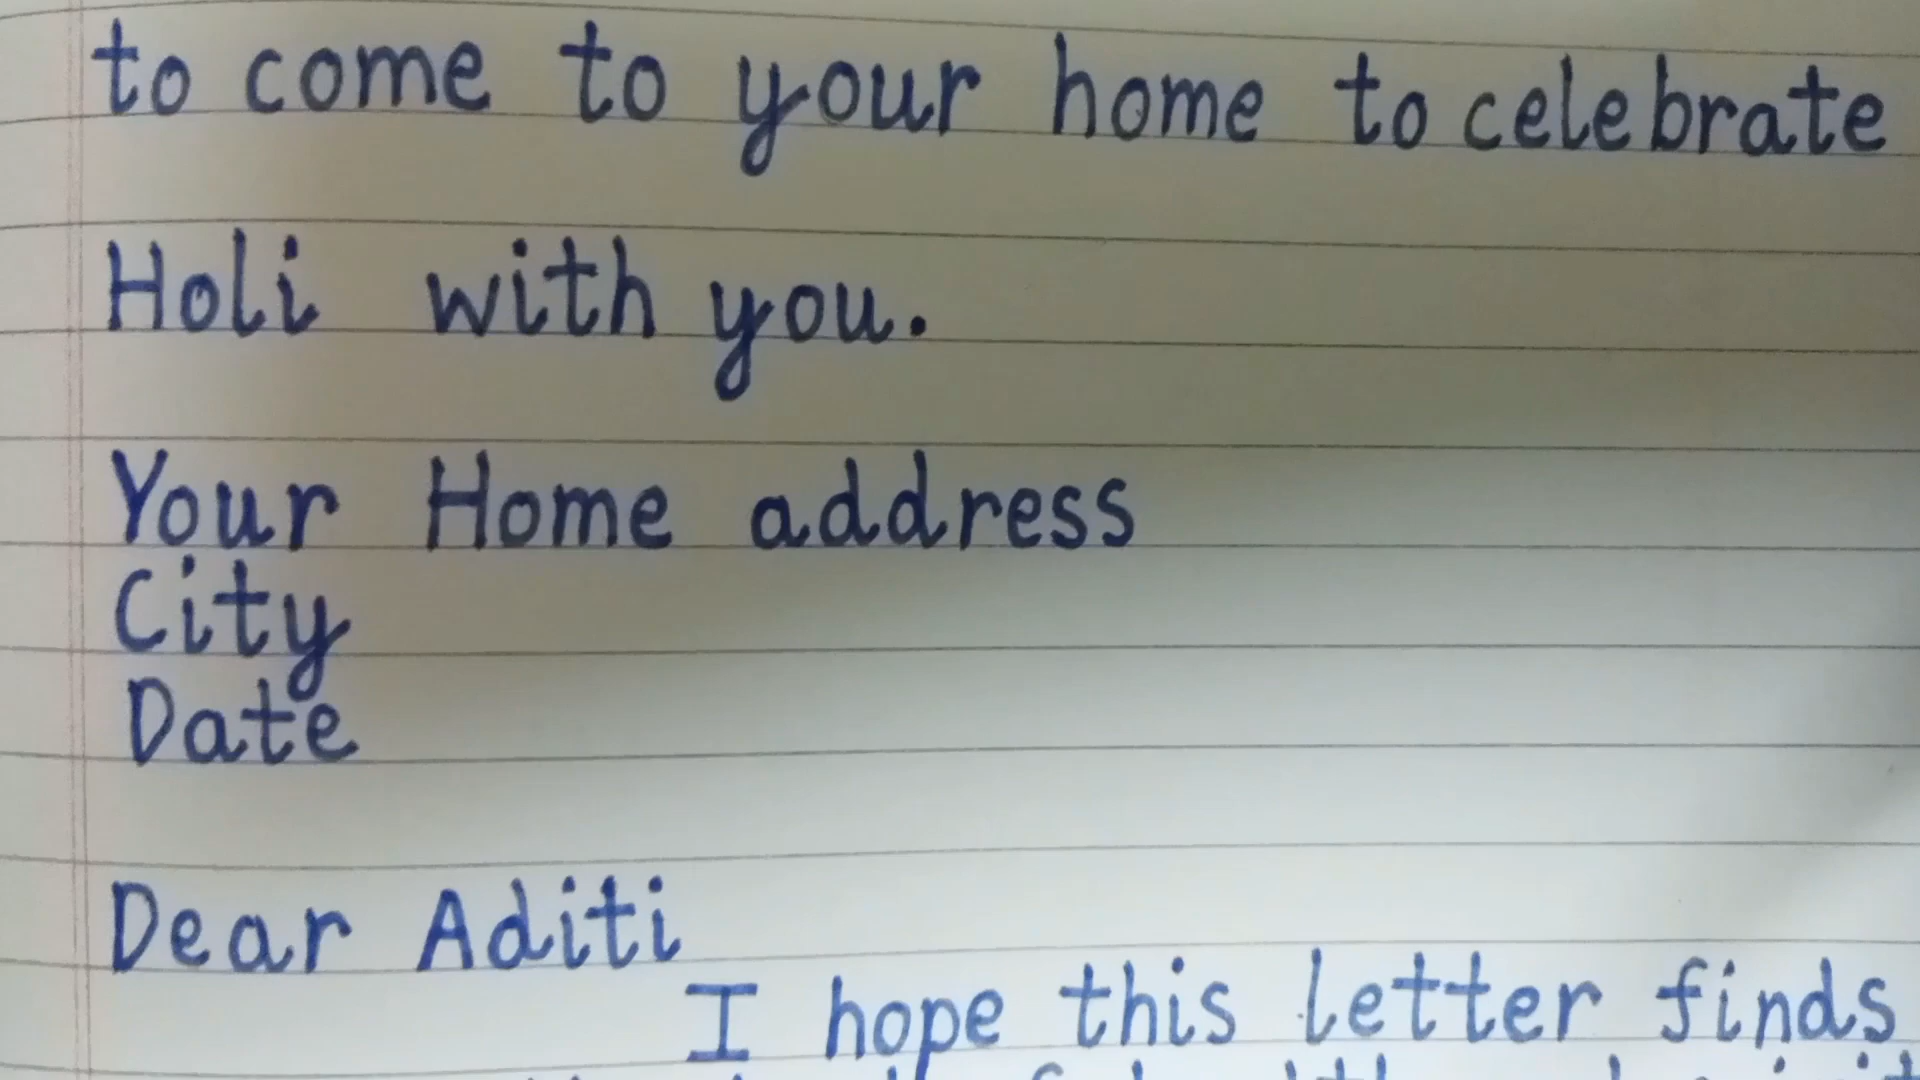 to come to your home to celebrate
Holi with you.
Your Home address
City
Date
Dear Aditi
I hope this letter finds